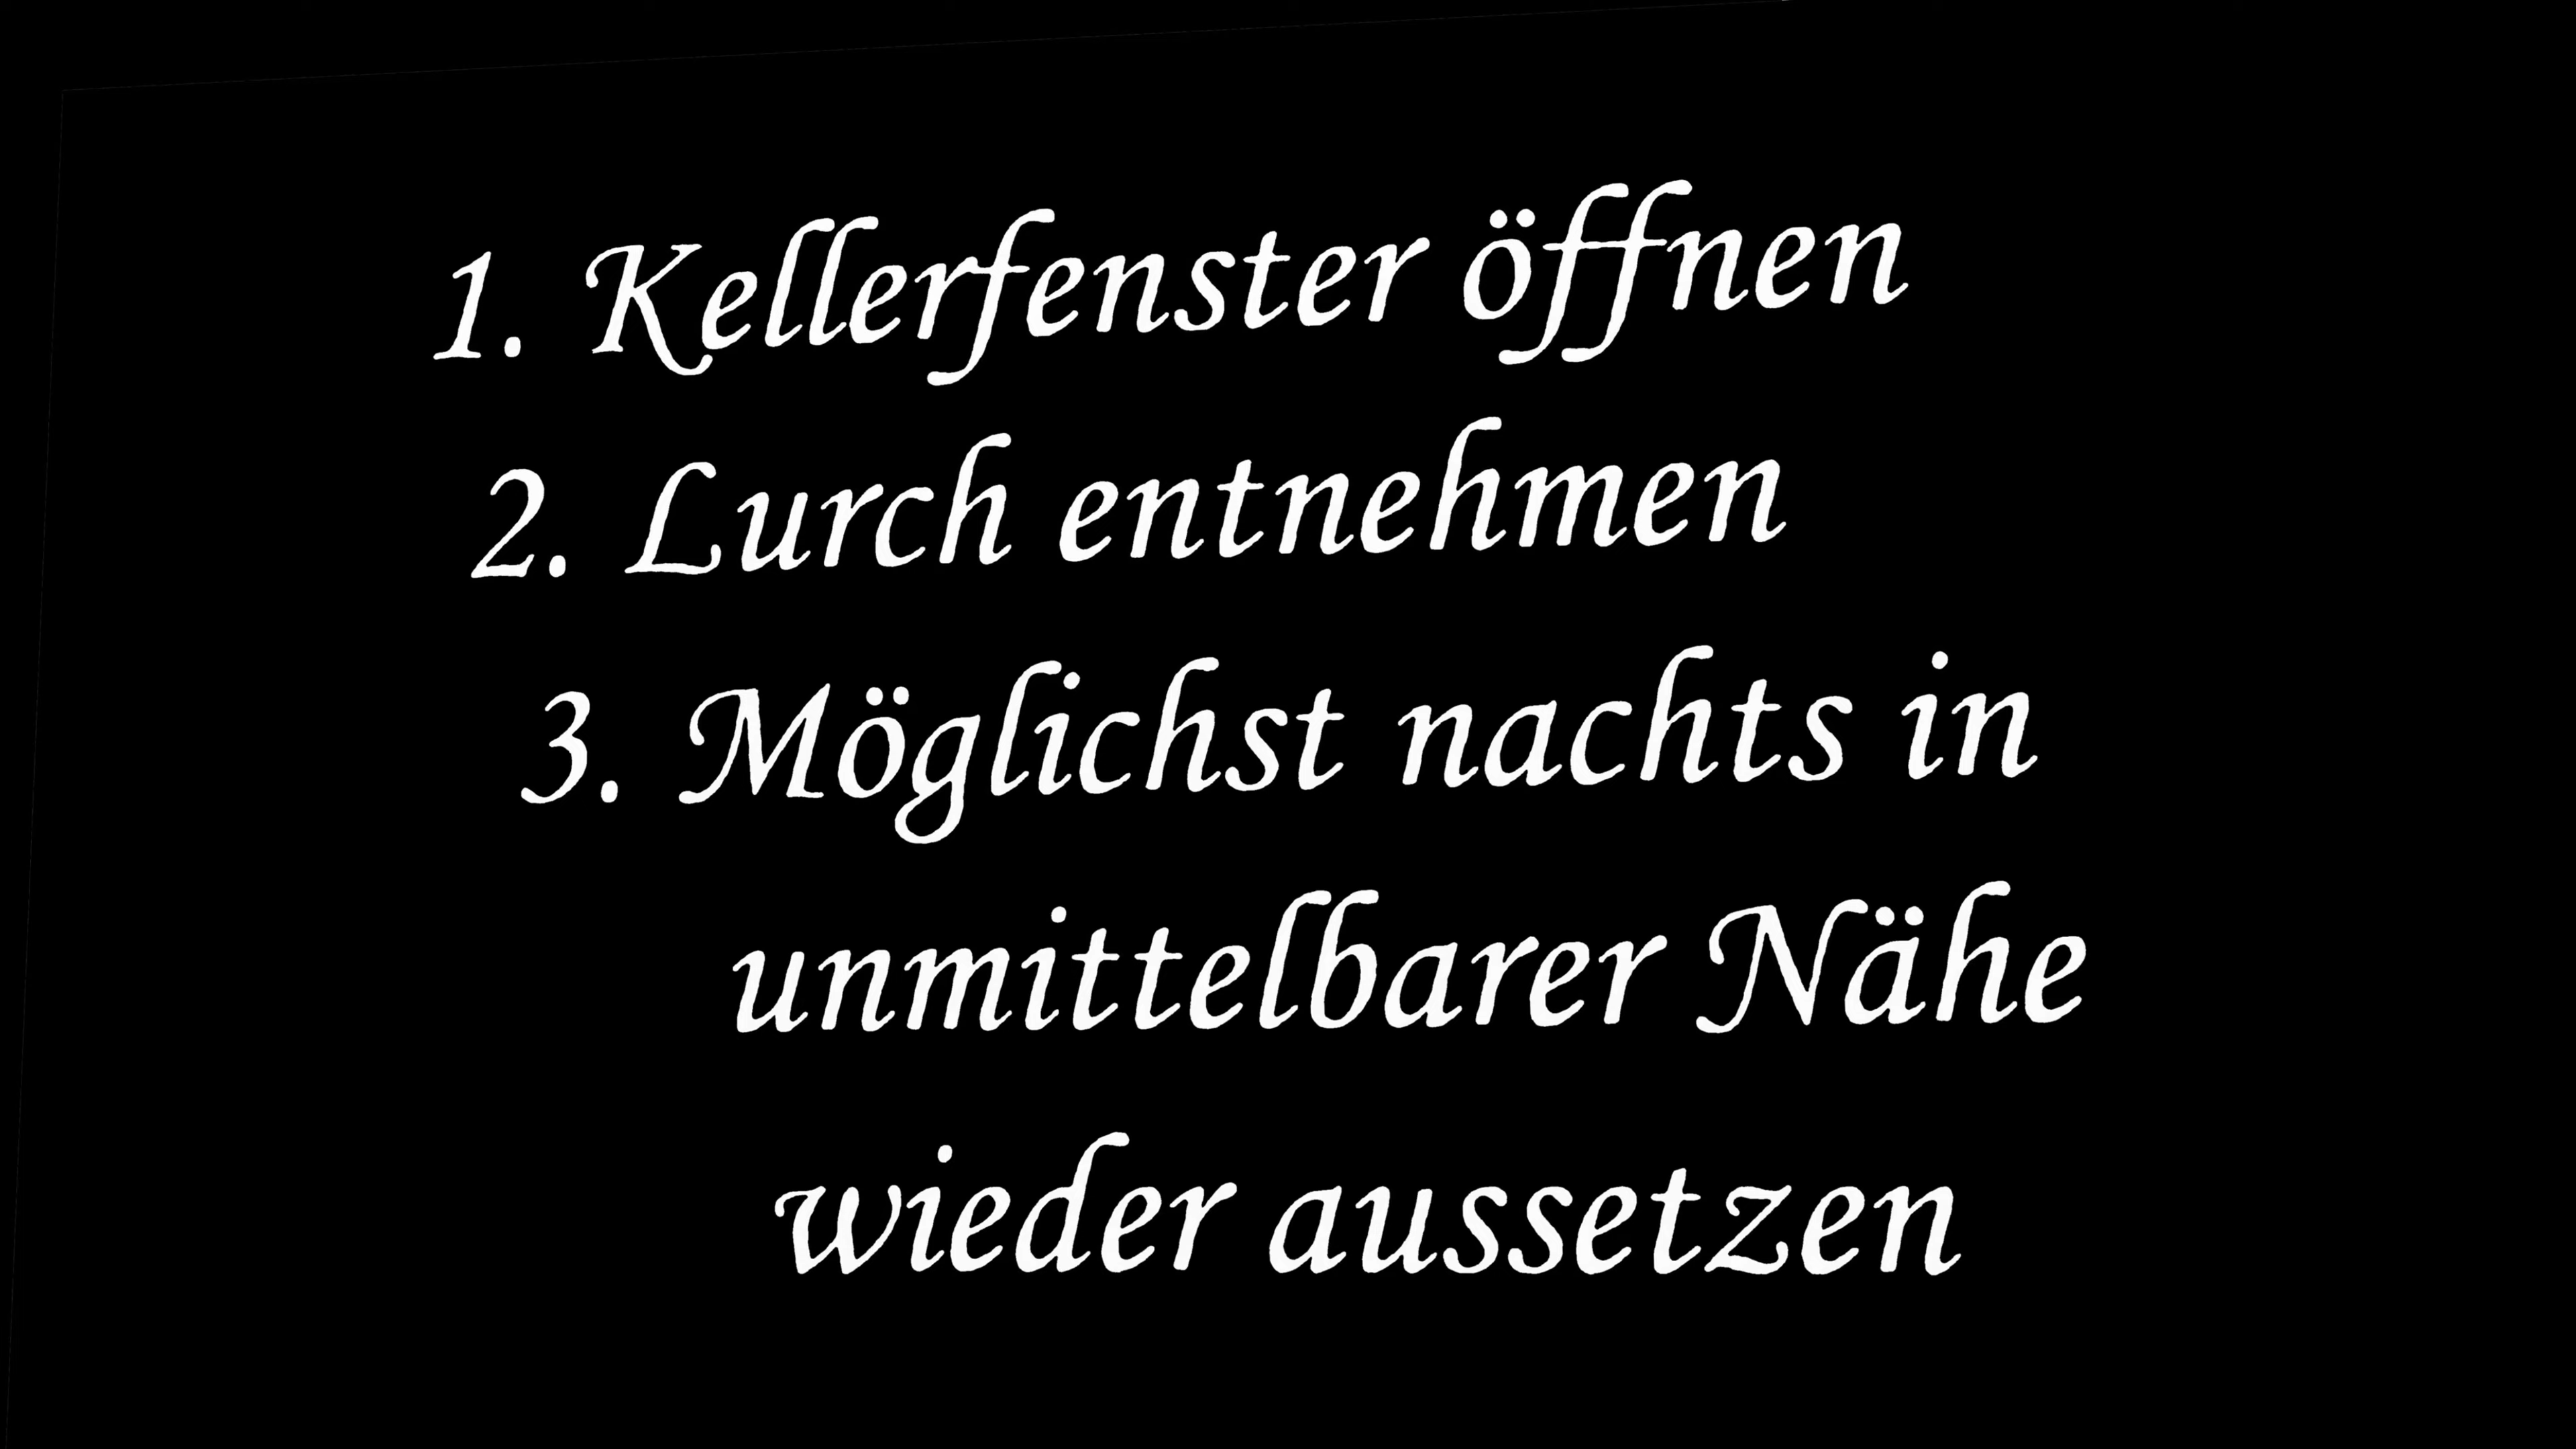 1. Kellerfenster öffnen
2. Lurch entnehmen
3. Möglichst nachts in
unmittelbarer Nähe
wieder aussetzen